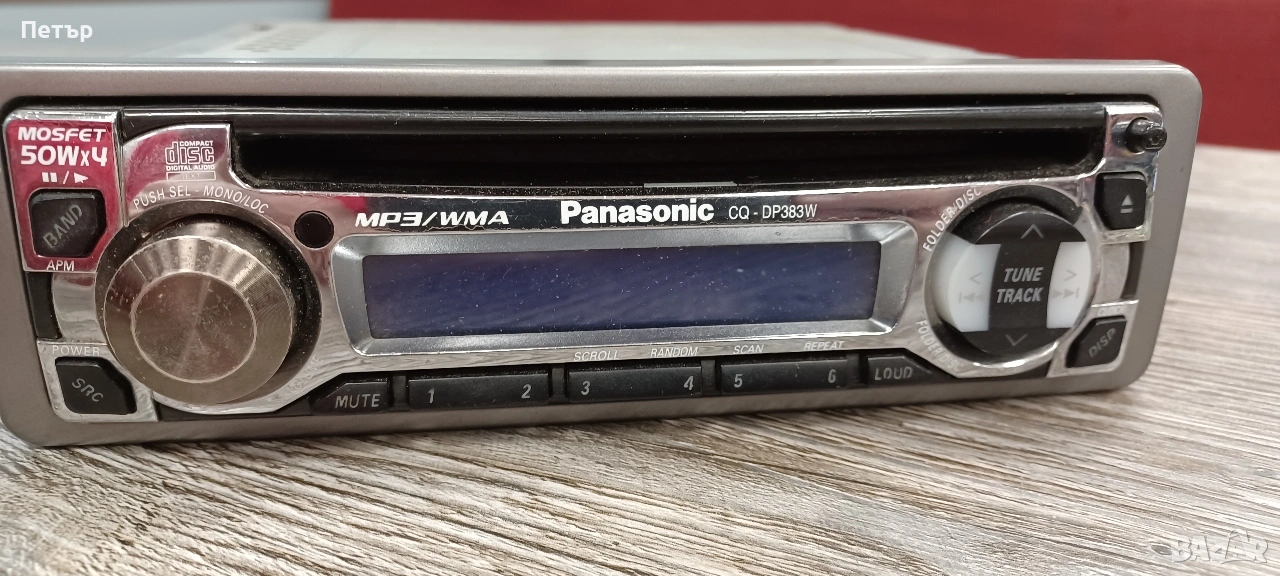 Петър
MOSFET
50Wx4
BAND
APM
COMPACT
disc
DIGITAL AUDIO
PUSH SEL - MONO/LOC
MP3/WMA
Panasonic CQ - DP383W
FOLDER/DISC
TUNE
TRACK
DISP
POWER
SRC
MUTE
SCROLL RANDOM SCAN REPEAT
1 2 3 4 5 6
LOUD
BAZAR